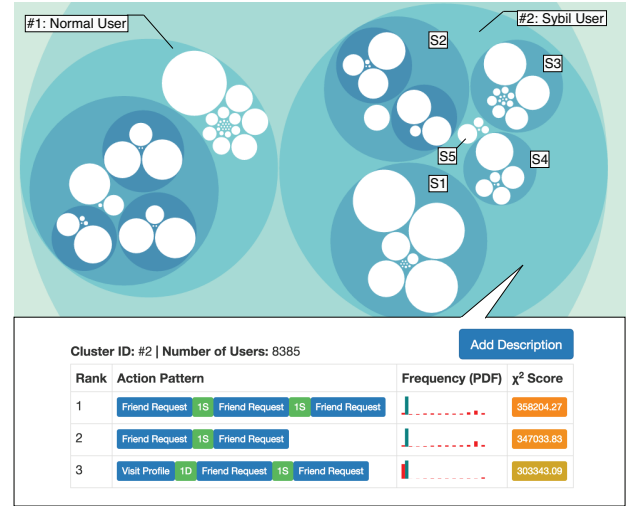 #1: Normal User
#2: Sybil User
S2
S3
S5
S4
S1
Cluster ID: #2 | Number of Users: 8385
Add Description
Rank Action Pattern Frequency (PDF) χ² Score
1 Friend Request 1S Friend Request 1S Friend Request 358204.27
2 Friend Request 1S Friend Request 347033.83
3 Visit Profile 1D Friend Request 1S Friend Request 303343.09